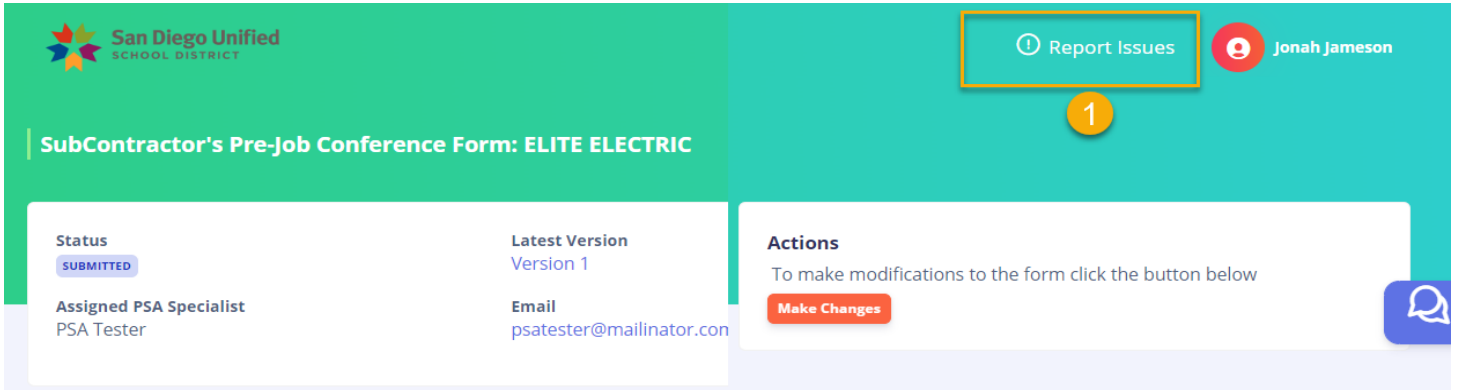 San Diego Unified
SCHOOL DISTRICT
Report Issues
Jonah Jameson
1
SubContractor's Pre-Job Conference Form: ELITE ELECTRIC
Status
SUBMITTED
Latest Version
Version 1
Assigned PSA Specialist
PSA Tester
Email
psatester@mailinator.com
Actions
To make modifications to the form click the button below
Make Changes